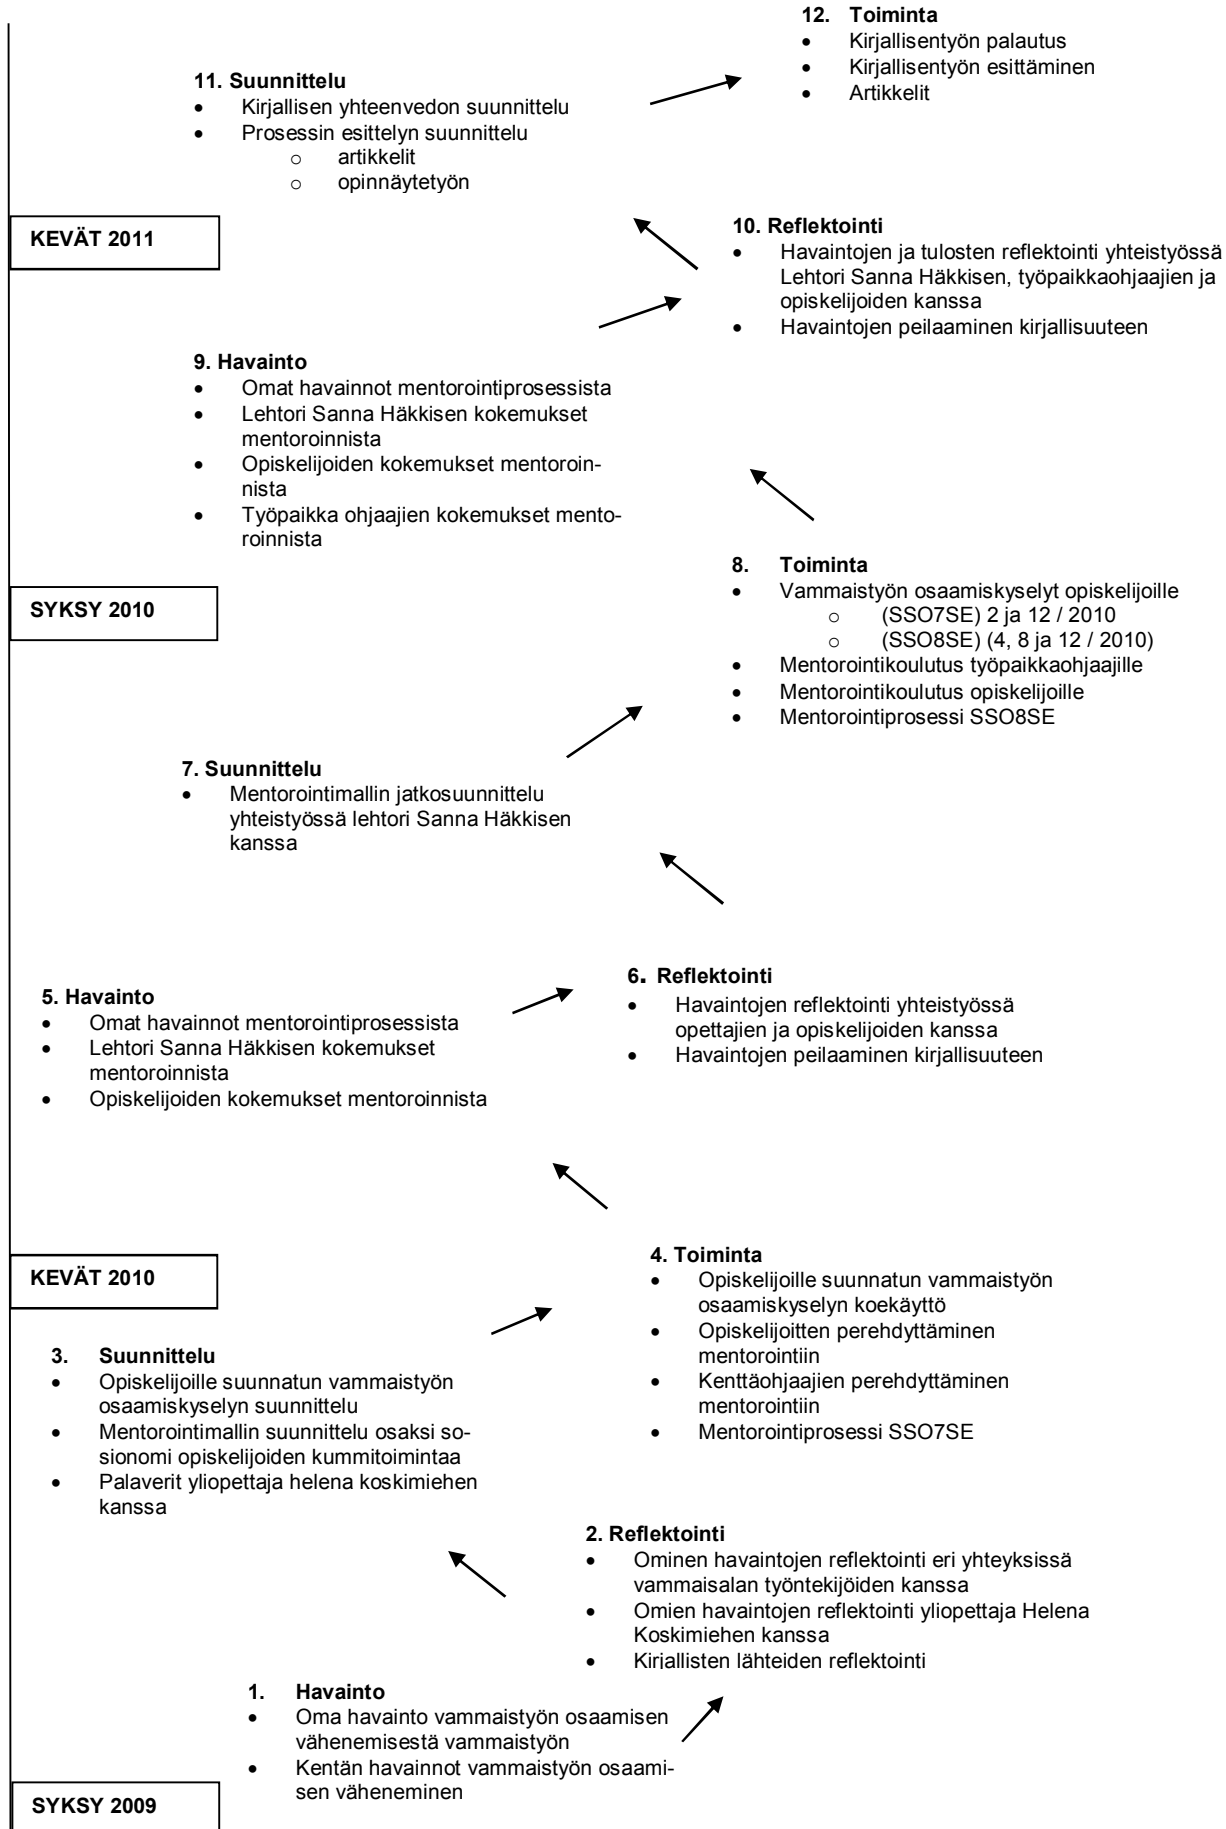 12. Toiminta
• Kirjallisentyön palautus
• Kirjallisentyön esittäminen
• Artikkelit
11. Suunnittelu
• Kirjallisen yhteenvedon suunnittelu
• Prosessin esittelyn suunnittelu
o artikkelit
o opinnäytetyön
KEVÄT 2011
10. Reflektointi
• Havaintojen ja tulosten reflektointi yhteistyössä
Lehtori Sanna Häkkisen, työpaikkaohjaajien ja
opiskelijoiden kanssa
• Havaintojen peilaaminen kirjallisuuteen
9. Havainto
• Omat havainnot mentorointiprosessista
• Lehtori Sanna Häkkisen kokemukset
mentoroinnista
• Opiskelijoiden kokemukset mentoroin-
nista
• Työpaikka ohjaajien kokemukset mento-
roinnista
8. Toiminta
• Vammaistyön osaamiskyselyt opiskelijoille
o (SSO7SE) 2 ja 12 / 2010
o (SSO8SE) (4, 8 ja 12 / 2010)
• Mentorointikoulutus työpaikkaohjaajille
• Mentorointikoulutus opiskelijoille
• Mentorointiprosessi SSO8SE
SYKSY 2010
7. Suunnittelu
• Mentorointimallin jatkosuunnittelu
yhteistyössä lehtori Sanna Häkkisen
kanssa
6. Reflektointi
• Havaintojen reflektointi yhteistyössä
opettajien ja opiskelijoiden kanssa
• Havaintojen peilaaminen kirjallisuuteen
5. Havainto
• Omat havainnot mentorointiprosessista
• Lehtori Sanna Häkkisen kokemukset
mentoroinnista
• Opiskelijoiden kokemukset mentoroinnista
4. Toiminta
• Opiskelijoille suunnatun vammaistyön
osaamiskyselyn koekäyttö
• Opiskelijoitten perehdyttäminen
mentorointiin
• Kenttäohjaajien perehdyttäminen
mentorointiin
• Mentorointiprosessi SSO7SE
KEVÄT 2010
3. Suunnittelu
• Opiskelijoille suunnatun vammaistyön
osaamiskyselyn suunnittelu
• Mentorointimallin suunnittelu osaksi so-
sionomi opiskelijoiden kummitoimintaa
• Palaverit yliopettaja helena koskimiehen
kanssa
2. Reflektointi
• Ominen havaintojen reflektointi eri yhteyksissä
vammaisalan työntekijöiden kanssa
• Omien havaintojen reflektointi yliopettaja Helena
Koskimiehen kanssa
• Kirjallisten lähteiden reflektointi
1. Havainto
• Oma havainto vammaistyön osaamisen
vähenemisestä vammaistyön
• Kentän havainnot vammaistyön osaami-
sen väheneminen
SYKSY 2009